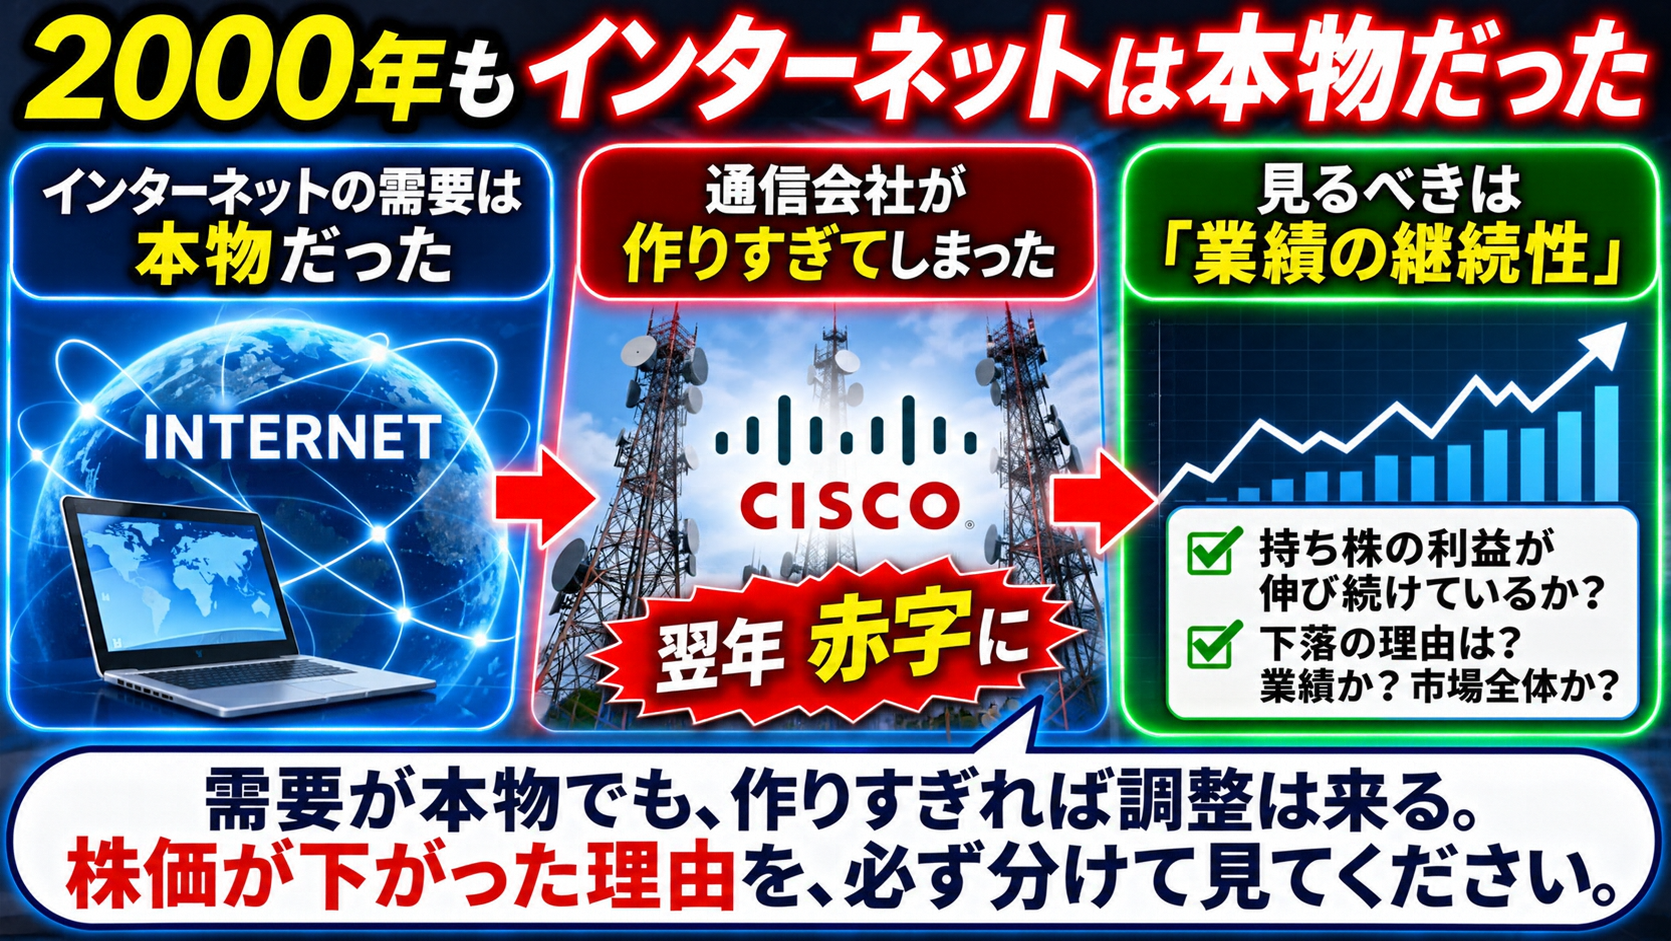 2000年もインターネットは本物だった
インターネットの需要は
本物だった
INTERNET
通信会社が
作りすぎてしまった
CISCO
®
翌年 赤字に
見るべきは
「業績の継続性」
持ち株の利益が
伸び続けているか?
下落の理由は?
業績か? 市場全体か?
需要が本物でも、作りすぎれば調整は来る。
株価が下がった理由を、必ず分けて見てください。